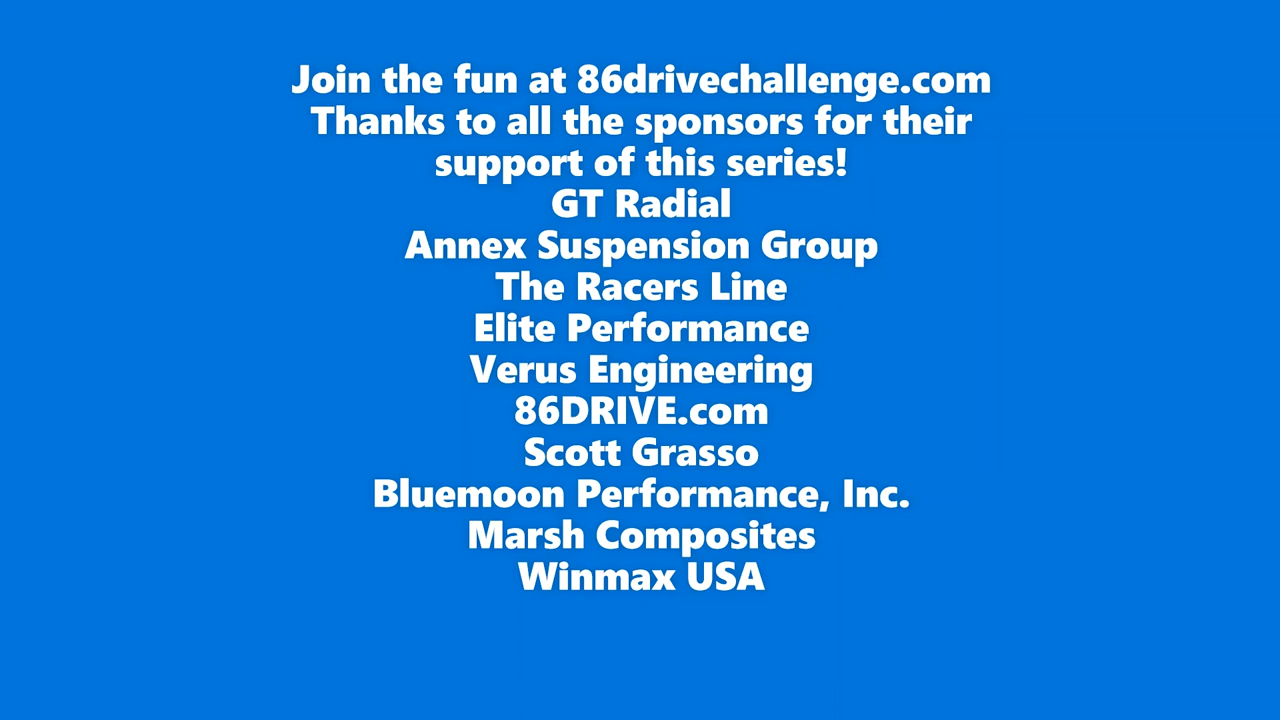 Join the fun at 86drivechallenge.com
Thanks to all the sponsors for their
support of this series!
GT Radial
Annex Suspension Group
The Racers Line
Elite Performance
Verus Engineering
86DRIVE.com
Scott Grasso
Bluemoon Performance, Inc.
Marsh Composites
Winmax USA